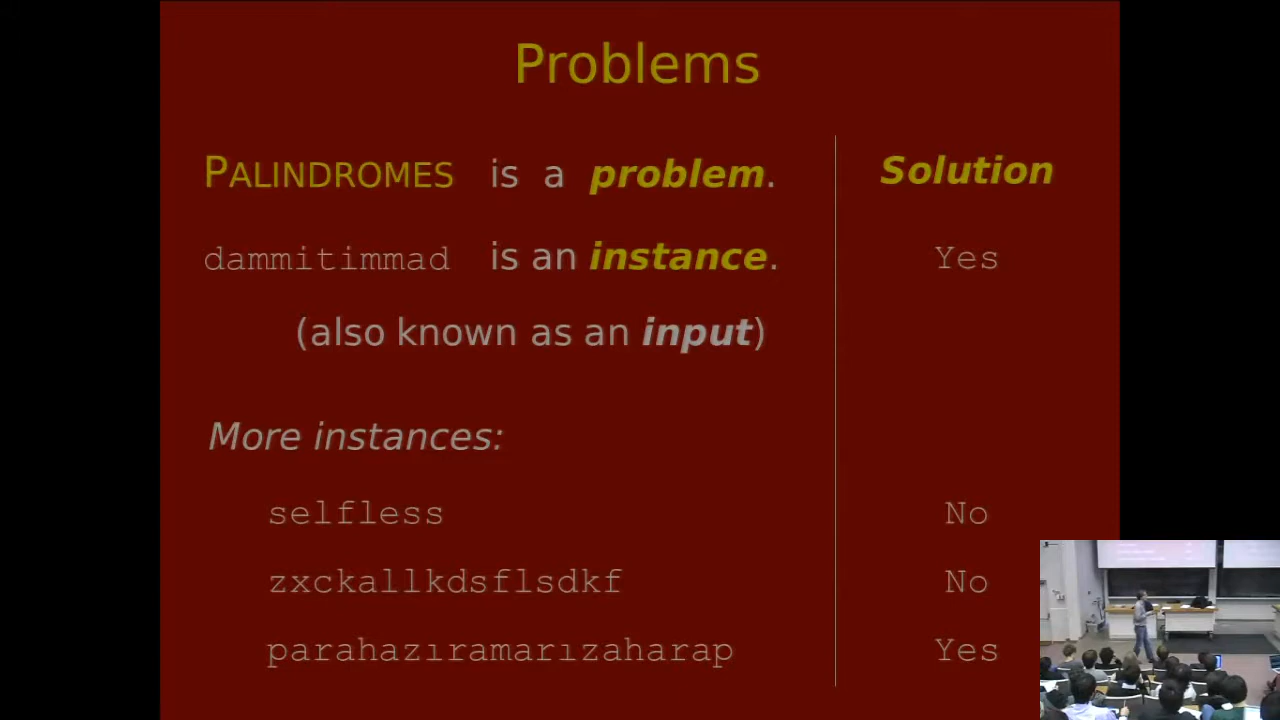 Problems
PALINDROMES is a problem. Solution
dammitimmad is an instance. Yes
(also known as an input)
More instances:
selfless No
zxckallkdsflsdkf No
parahazıramarızaharap Yes